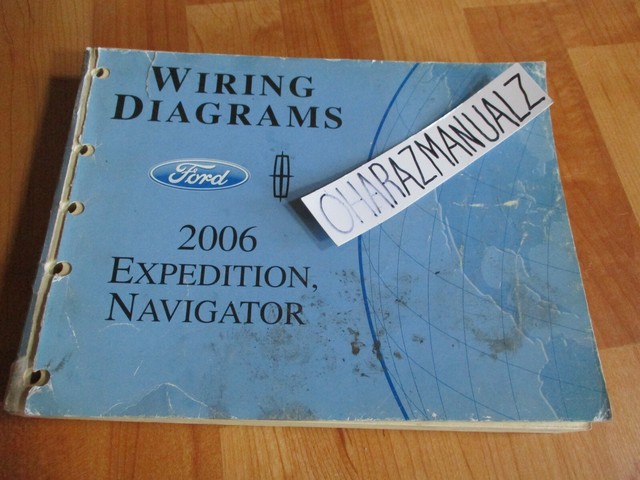 WIRING
DIAGRAMS
Ford
2006
EXPEDITION,
NAVIGATOR
OHARAZMANUALZ